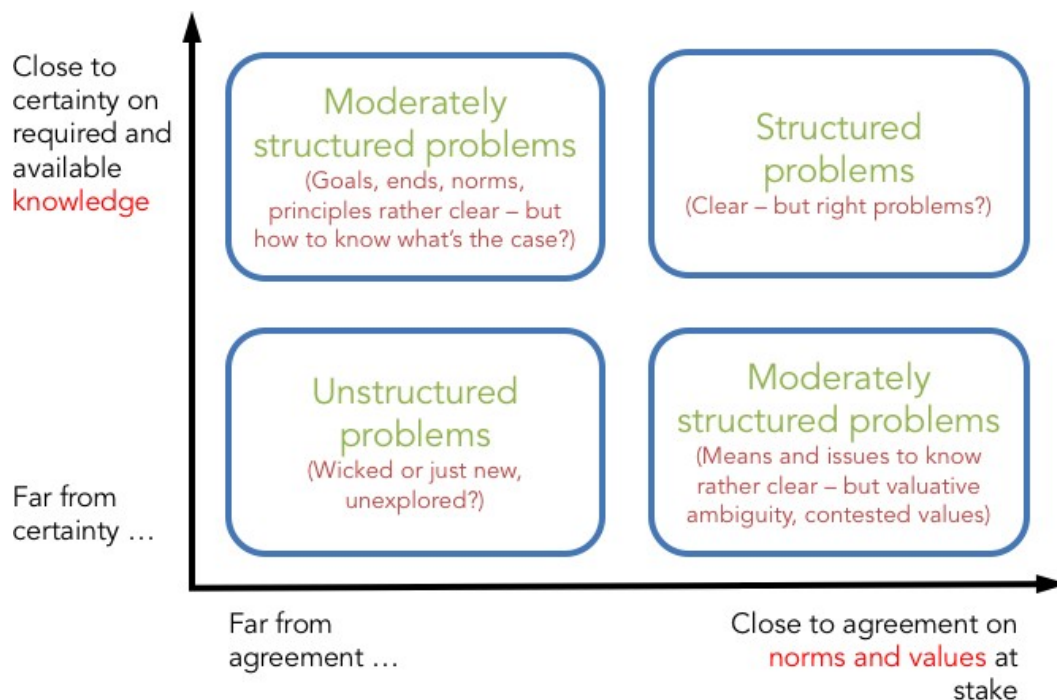 Close to
certainty on
required and
available
knowledge
Moderately
structured problems
(Goals, ends, norms,
principles rather clear – but
how to know what's the case?)
Structured
problems
(Clear – but right problems?)
Unstructured
problems
(Wicked or just new,
unexplored?)
Moderately
structured problems
(Means and issues to know
rather clear – but valuative
ambiguity, contested values)
Far from
certainty …
Far from
agreement …
Close to agreement on
norms and values at
stake